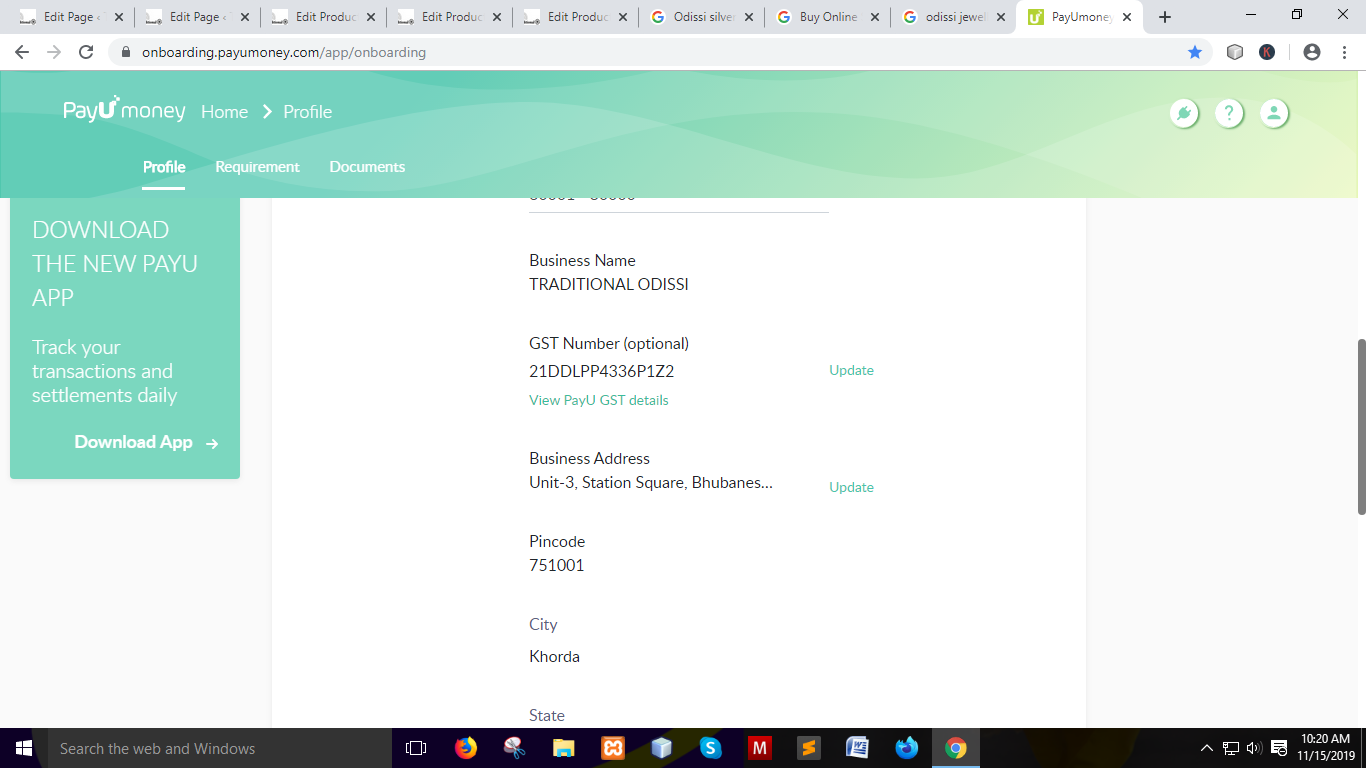 Edit Page ‹
Edit Page ‹
Edit Produc
Edit Produc
Edit Produc
Odissi silver
Buy Online
odissi jewel
PayUmoney
onboarding.payumoney.com/app/onboarding
PayUmoney Home Profile
Profile Requirement Documents
DOWNLOAD
THE NEW PAYU
APP
Track your
transactions and
settlements daily
Download App →
Business Name
TRADITIONAL ODISSI
GST Number (optional)
21DDLPP4336P1Z2
Update
View PayU GST details
Business Address
Unit-3, Station Square, Bhubanes...
Update
Pincode
751001
City
Khorda
State
Search the web and Windows
10:20 AM
11/15/2019